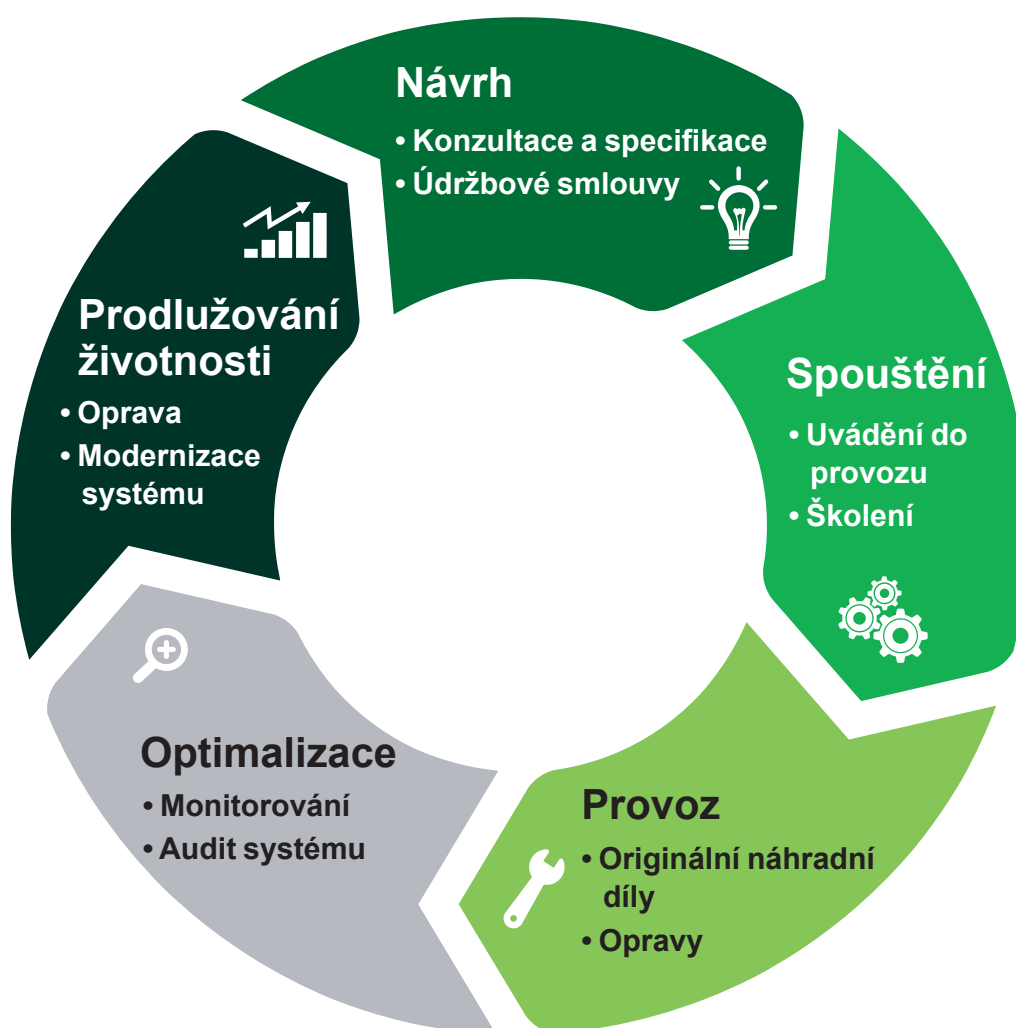 Návrh
• Konzultace a specifikace
• Údržbové smlouvy
Spouštění
• Uvádění do
provozu
• Školení
Provoz
• Originální náhradní
díly
• Opravy
Optimalizace
• Monitorování
• Audit systému
Prodlužování
životnosti
• Oprava
• Modernizace
systému